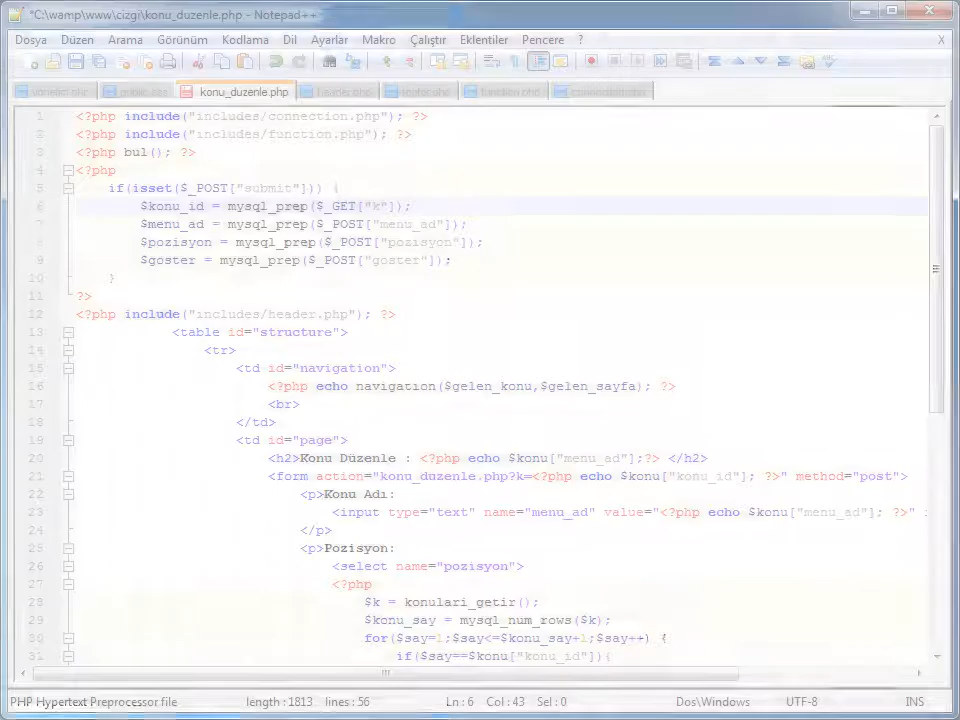 *C:\wamp\www\cizgi\konu_duzenle.php - Notepad++
Dosya Düzen Arama Görünüm Kodlama Dil Ayarlar Makro Çalıştır Eklentiler Pencere ? X
konu_duzenle.php
1 <?php include("includes/connection.php"); ?>
2 <?php include("includes/function.php"); ?>
3 <?php bul(); ?>
4 <?php
5 if(isset($_POST["submit"])) {
6 $konu_id = mysql_prep($_GET["k"]);
7 $menu_ad = mysql_prep($_POST["menu_ad"]);
8 $pozisyon = mysql_prep($_POST["pozisyon"]);
9 $goster = mysql_prep($_POST["goster"]);
10 }
11 ?>
12 <?php include("includes/header.php"); ?>
13 <table id="structure">
14 <tr>
15 <td id="navigation">
16 <?php echo navigation($gelen_konu,$gelen_sayfa); ?>
17 <br>
18 </td>
19 <td id="page">
20 <h2>Konu Düzenle : <?php echo $konu["menu_ad"];?> </h2>
21 <form action="konu_duzenle.php?k=<?php echo $konu["konu_id"]; ?>" method="post">
22 <p>Konu Adı:
23 <input type="text" name="menu_ad" value="<?php echo $konu["menu_ad"]; ?>"
24 </p>
25 <p>Pozisyon:
26 <select name="pozisyon">
27 <?php
28 $k = konulari_getir();
29 $konu_say = mysql_num_rows($k);
30 for($say=1;$say<=$konu_say+1;$say++) {
31 if($say==$konu["konu_id"]){
PHP Hypertext Preprocessor file length : 1813 lines : 56 Ln : 6 Col : 43 Sel : 0 Dos\Windows UTF-8 INS